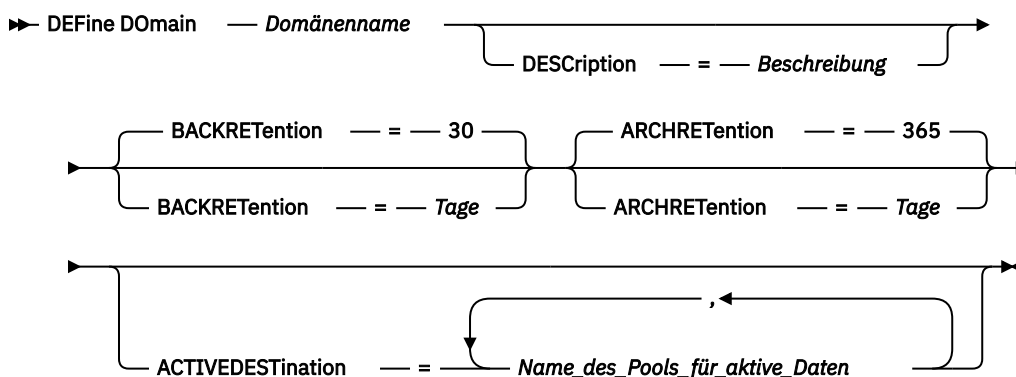 DEFine DOmain — Domänenname
DESCription — = — Beschreibung
BACKRETention — = — 30
ARCHRETention — = — 365
BACKRETention — = — Tage
ARCHRETention — = — Tage
,
ACTIVEDESTination — = — Name_des_Pools_für_aktive_Daten